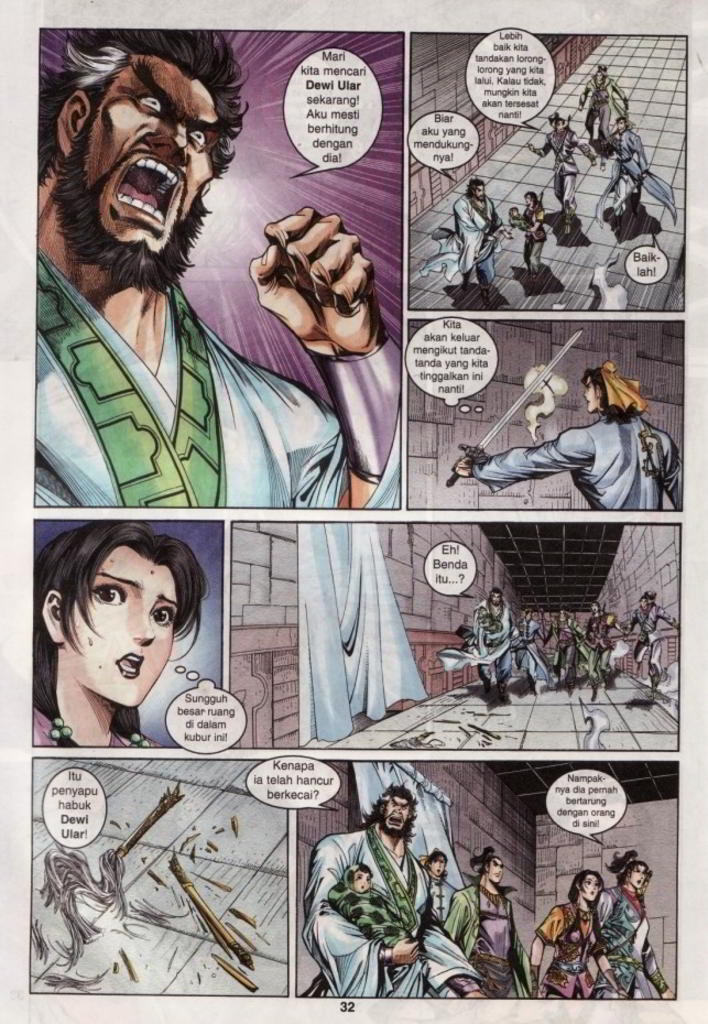 Mari
kita mencari
Dewi Ular
sekarang!
Aku mesti
berhitung
dengan
dia!
Lebih
baik kita
tandakan lorong-
lorong yang kita
lalui. Kalau tidak,
mungkin kita
akan tersesat
nanti!
Biar
aku yang
mendukung-
nya!
Baik-
lah!
Kita
akan keluar
mengikut tanda-
tanda yang kita
tinggalkan ini
nanti!
Sungguh
besar ruang
di dalam
kubur ini!
Eh!
Benda
itu...?
Itu
penyapu
habuk
Dewi
Ular!
Kenapa
ia telah hancur
berkecai?
Nampak-
nya dia pernah
bertarung
dengan orang
di sini!
32